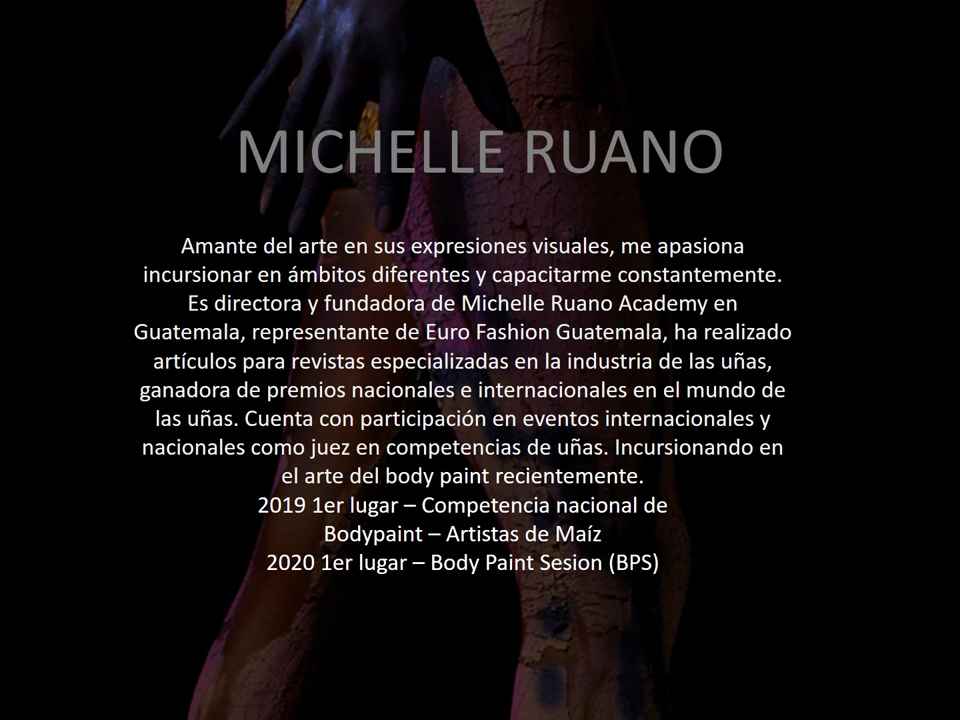 MICHELLE RUANO
Amante del arte en sus expresiones visuales, me apasiona
incursionar en ámbitos diferentes y capacitarme constantemente.
Es directora y fundadora de Michelle Ruano Academy en
Guatemala, representante de Euro Fashion Guatemala, ha realizado
artículos para revistas especializadas en la industria de las uñas,
ganadora de premios nacionales e internacionales en el mundo de
las uñas. Cuenta con participación en eventos internacionales y
nacionales como juez en competencias de uñas. Incursionando en
el arte del body paint recientemente.
2019 1er lugar – Competencia nacional de
Bodypaint – Artistas de Maíz
2020 1er lugar – Body Paint Sesion (BPS)